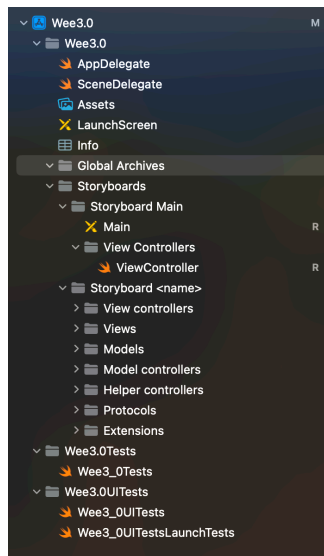 Wee3.0 M
Wee3.0
AppDelegate
SceneDelegate
Assets
LaunchScreen
Info
Global Archives
Storyboards
Storyboard Main
Main R
View Controllers
ViewController R
Storyboard <name>
View controllers
Views
Models
Model controllers
Helper controllers
Protocols
Extensions
Wee3.0Tests
Wee3_0Tests
Wee3.0UITests
Wee3_0UITests
Wee3_0UITestsLaunchTests